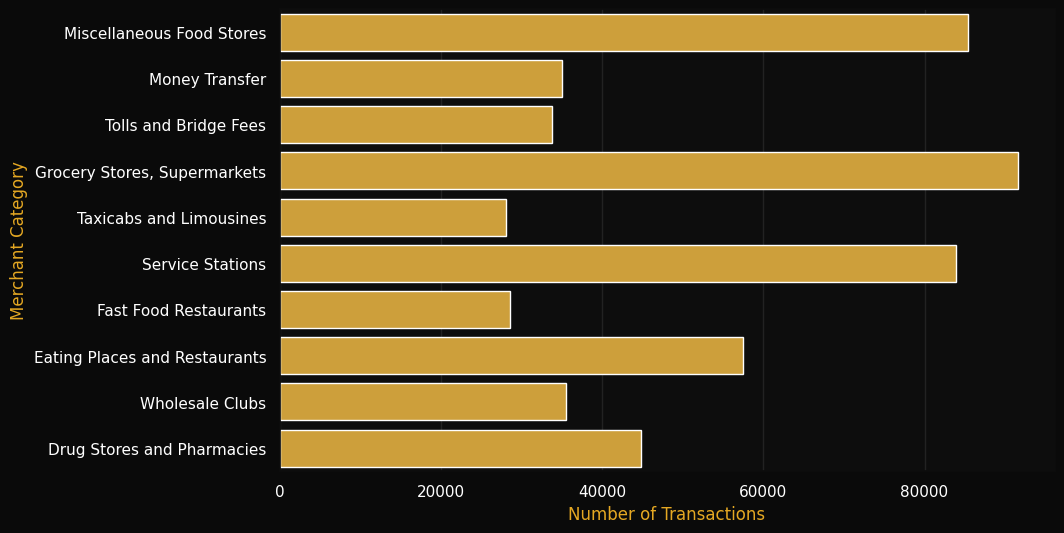 Merchant Category
Miscellaneous Food Stores
Money Transfer
Tolls and Bridge Fees
Grocery Stores, Supermarkets
Taxicabs and Limousines
Service Stations
Fast Food Restaurants
Eating Places and Restaurants
Wholesale Clubs
Drug Stores and Pharmacies
0 20000 40000 60000 80000
Number of Transactions